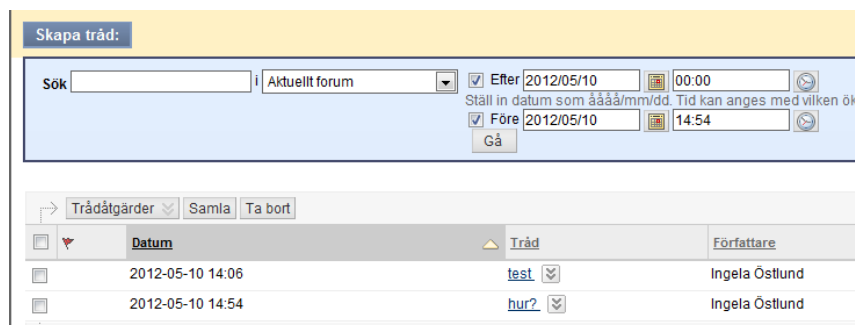 Skapa tråd:
Sök i Aktuellt forum Efter 2012/05/10 00:00
Ställ in datum som åååå/mm/dd. Tid kan anges med vilken ök
Före 2012/05/10 14:54
Gå
Trådåtgärder Samla Ta bort
Datum Tråd Författare
2012-05-10 14:06 test Ingela Östlund
2012-05-10 14:54 hur? Ingela Östlund